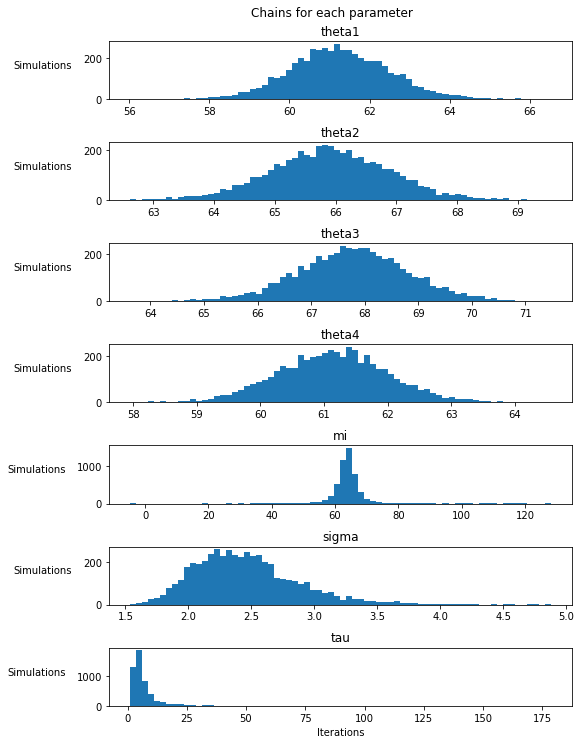 Chains for each parameter
theta1
Simulations
200
0
56 58 60 62 64 66
theta2
Simulations
200
0
63 64 65 66 67 68 69
theta3
Simulations
200
0
64 65 66 67 68 69 70 71
theta4
Simulations
200
0
58 59 60 61 62 63 64
mi
Simulations
1000
0
0 20 40 60 80 100 120
sigma
Simulations
200
0
1.5 2.0 2.5 3.0 3.5 4.0 4.5 5.0
tau
Simulations
1000
0
0 25 50 75 100 125 150 175
Iterations